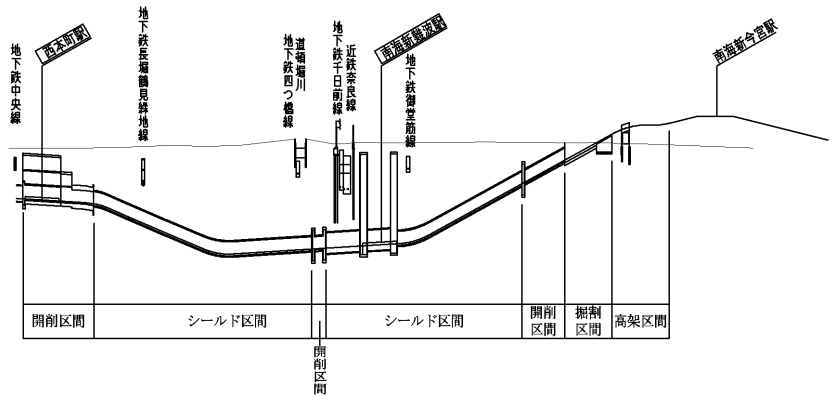 地下鉄中央線
西本町駅
地下鉄長堀鶴見緑地線
地下鉄四つ橋線
道頓堀川
地下鉄千日前線
近鉄奈良線
南海新難波駅
地下鉄御堂筋線
南海新今宮駅
開削区間
シールド区間
開削区間
シールド区間
開削
区間
掘割
区間
高架区間